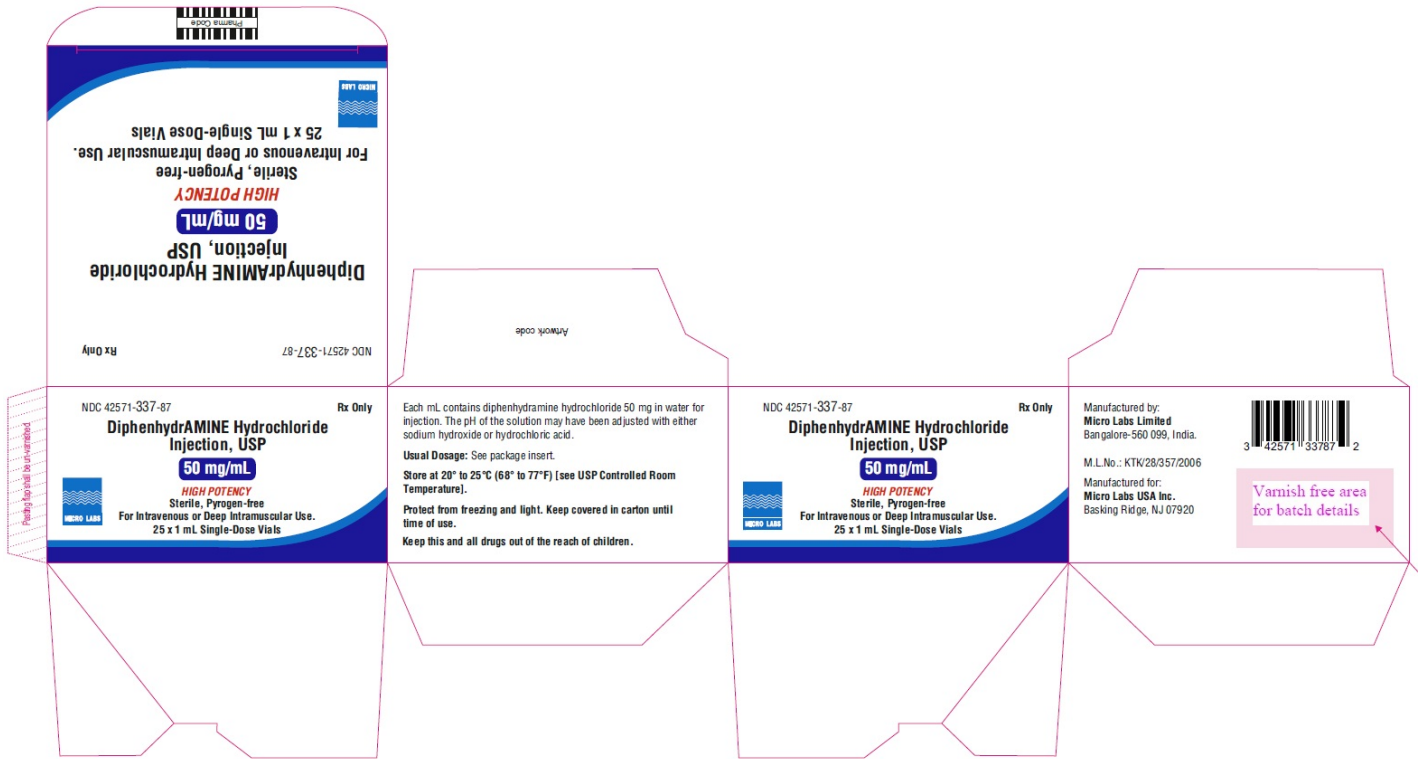 Pharma Code
MICRO LABS
25 x 1 mL Single-Dose Vials
For Intravenous or Deep Intramuscular Use.
Sterile, Pyrogen-free
HIGH POTENCY
50 mg/mL
Injection, USP
DiphenhydrAMINE Hydrochloride
Rx Only
NDC 42571-337-87
Artwork code
Pasting flap shall be un-varnished
NDC 42571-337-87
Rx Only
DiphenhydrAMINE Hydrochloride
Injection, USP
50 mg/mL
HIGH POTENCY
Sterile, Pyrogen-free
For Intravenous or Deep Intramuscular Use.
25 x 1 mL Single-Dose Vials
MICRO LABS
Each mL contains diphenhydramine hydrochloride 50 mg in water for
injection. The pH of the solution may have been adjusted with either
sodium hydroxide or hydrochloric acid.
Usual Dosage: See package insert.
Store at 20° to 25°C (68° to 77°F) [see USP Controlled Room
Temperature].
Protect from freezing and light. Keep covered in carton until
time of use.
Keep this and all drugs out of the reach of children.
NDC 42571-337-87
Rx Only
DiphenhydrAMINE Hydrochloride
Injection, USP
50 mg/mL
HIGH POTENCY
Sterile, Pyrogen-free
For Intravenous or Deep Intramuscular Use.
25 x 1 mL Single-Dose Vials
MICRO LABS
Manufactured by:
Micro Labs Limited
Bangalore-560 099, India.
M.L.No.: KTK/28/357/2006
Manufactured for:
Micro Labs USA Inc.
Basking Ridge, NJ 07920
3 42571 33787 2
Varnish free area
for batch details